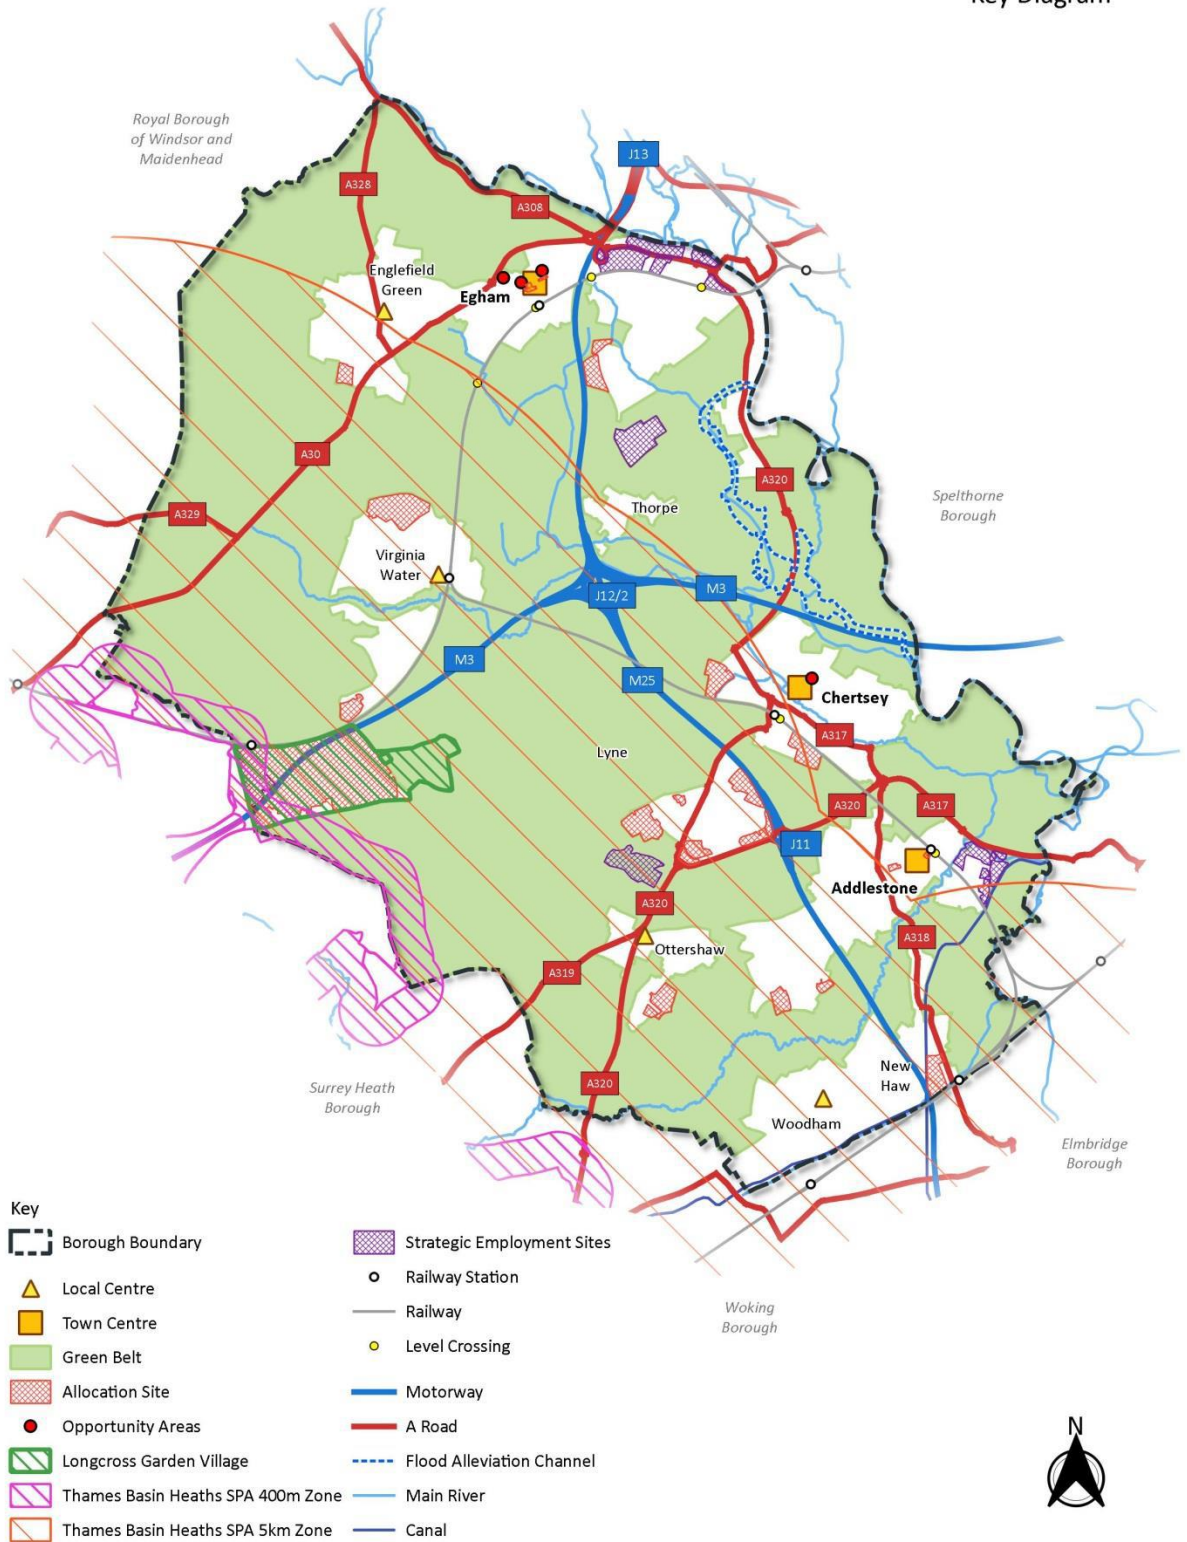 Key Diagram
Royal Borough
of Windsor and
Maidenhead
J13
A328
A308
Englefield
Green
Egham
A30
A320
Spelthorne
Borough
Thorpe
A329
Virginia
Water
J12/2
M3
M3
M25
Chertsey
A317
Lyne
A320
A317
J11
Addlestone
A320
A318
Ottershaw
A319
New
Haw
Surrey Heath
Borough
A320
Woodham
Elmbridge
Borough
Woking
Borough
Key
Borough Boundary
Local Centre
Town Centre
Green Belt
Allocation Site
Opportunity Areas
Longcross Garden Village
Thames Basin Heaths SPA 400m Zone
Thames Basin Heaths SPA 5km Zone
Strategic Employment Sites
Railway Station
Railway
Level Crossing
Motorway
A Road
Flood Alleviation Channel
Main River
Canal
N